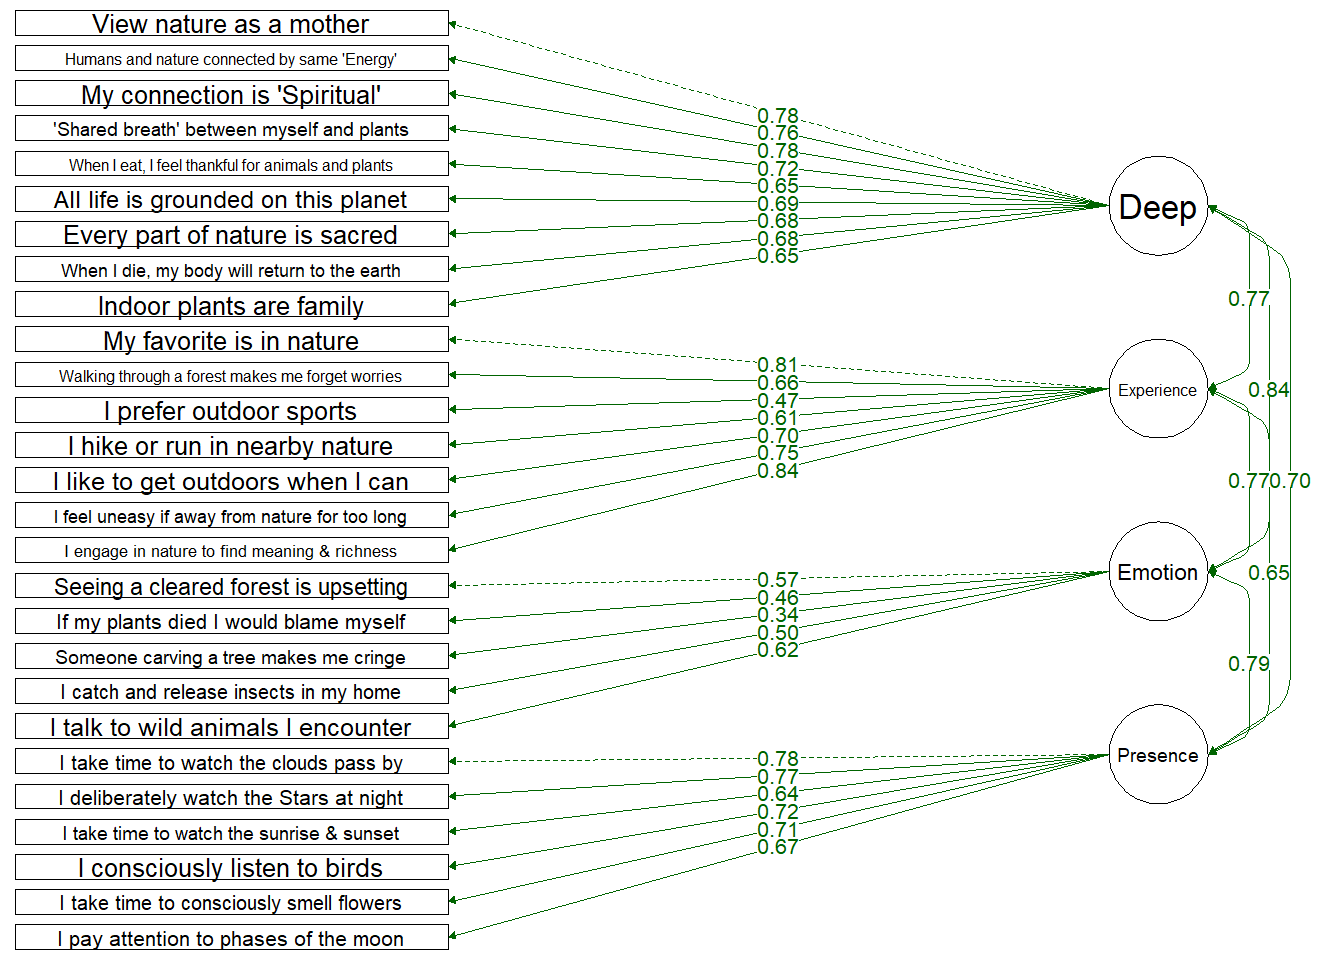 View nature as a mother
Humans and nature connected by same 'Energy'
My connection is 'Spiritual'
'Shared breath' between myself and plants
When I eat, I feel thankful for animals and plants
All life is grounded on this planet
Every part of nature is sacred
When I die, my body will return to the earth
Indoor plants are family
My favorite is in nature
Walking through a forest makes me forget worries
I prefer outdoor sports
I hike or run in nearby nature
I like to get outdoors when I can
I feel uneasy if away from nature for too long
I engage in nature to find meaning & richness
Seeing a cleared forest is upsetting
If my plants died I would blame myself
Someone carving a tree makes me cringe
I catch and release insects in my home
I talk to wild animals I encounter
I take time to watch the clouds pass by
I deliberately watch the Stars at night
I take time to watch the sunrise & sunset
I consciously listen to birds
I take time to consciously smell flowers
I pay attention to phases of the moon
0.78
0.76
0.78
0.72
0.65
0.69
0.68
0.68
0.65
0.81
0.66
0.47
0.61
0.70
0.75
0.84
0.57
0.46
0.34
0.50
0.62
0.78
0.77
0.64
0.72
0.71
0.67
Deep
Experience
Emotion
Presence
0.77
0.84
0.77
0.70
0.65
0.79